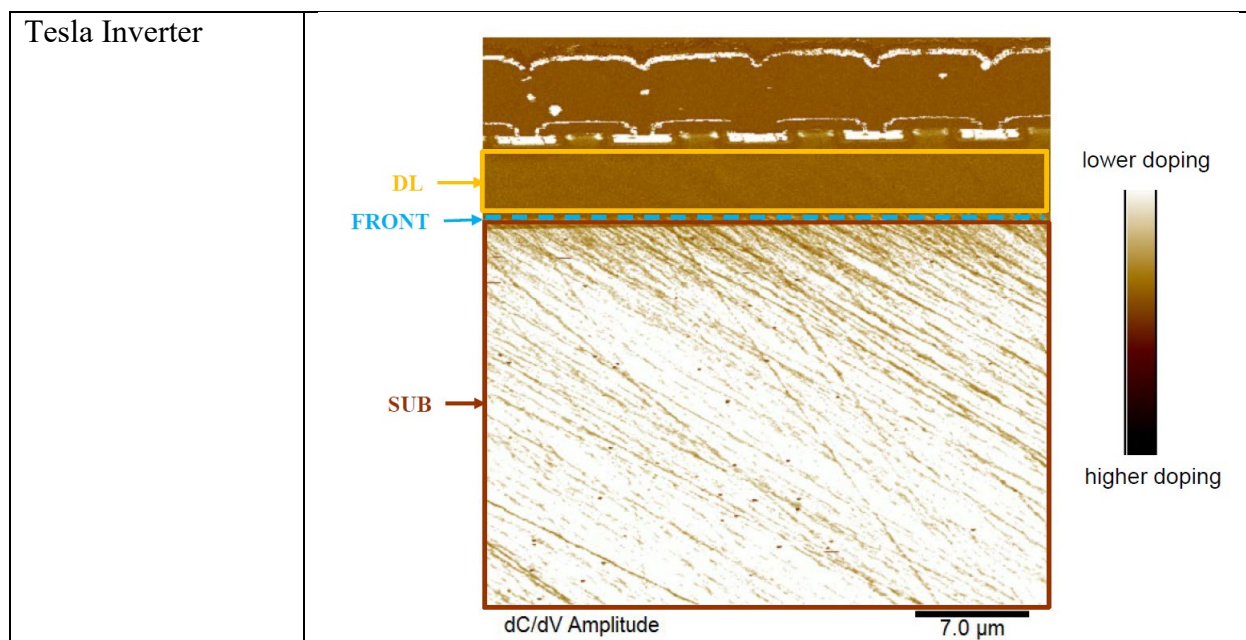 Tesla Inverter
lower doping
DL
FRONT
SUB
higher doping
dC/dV Amplitude
7.0 µm